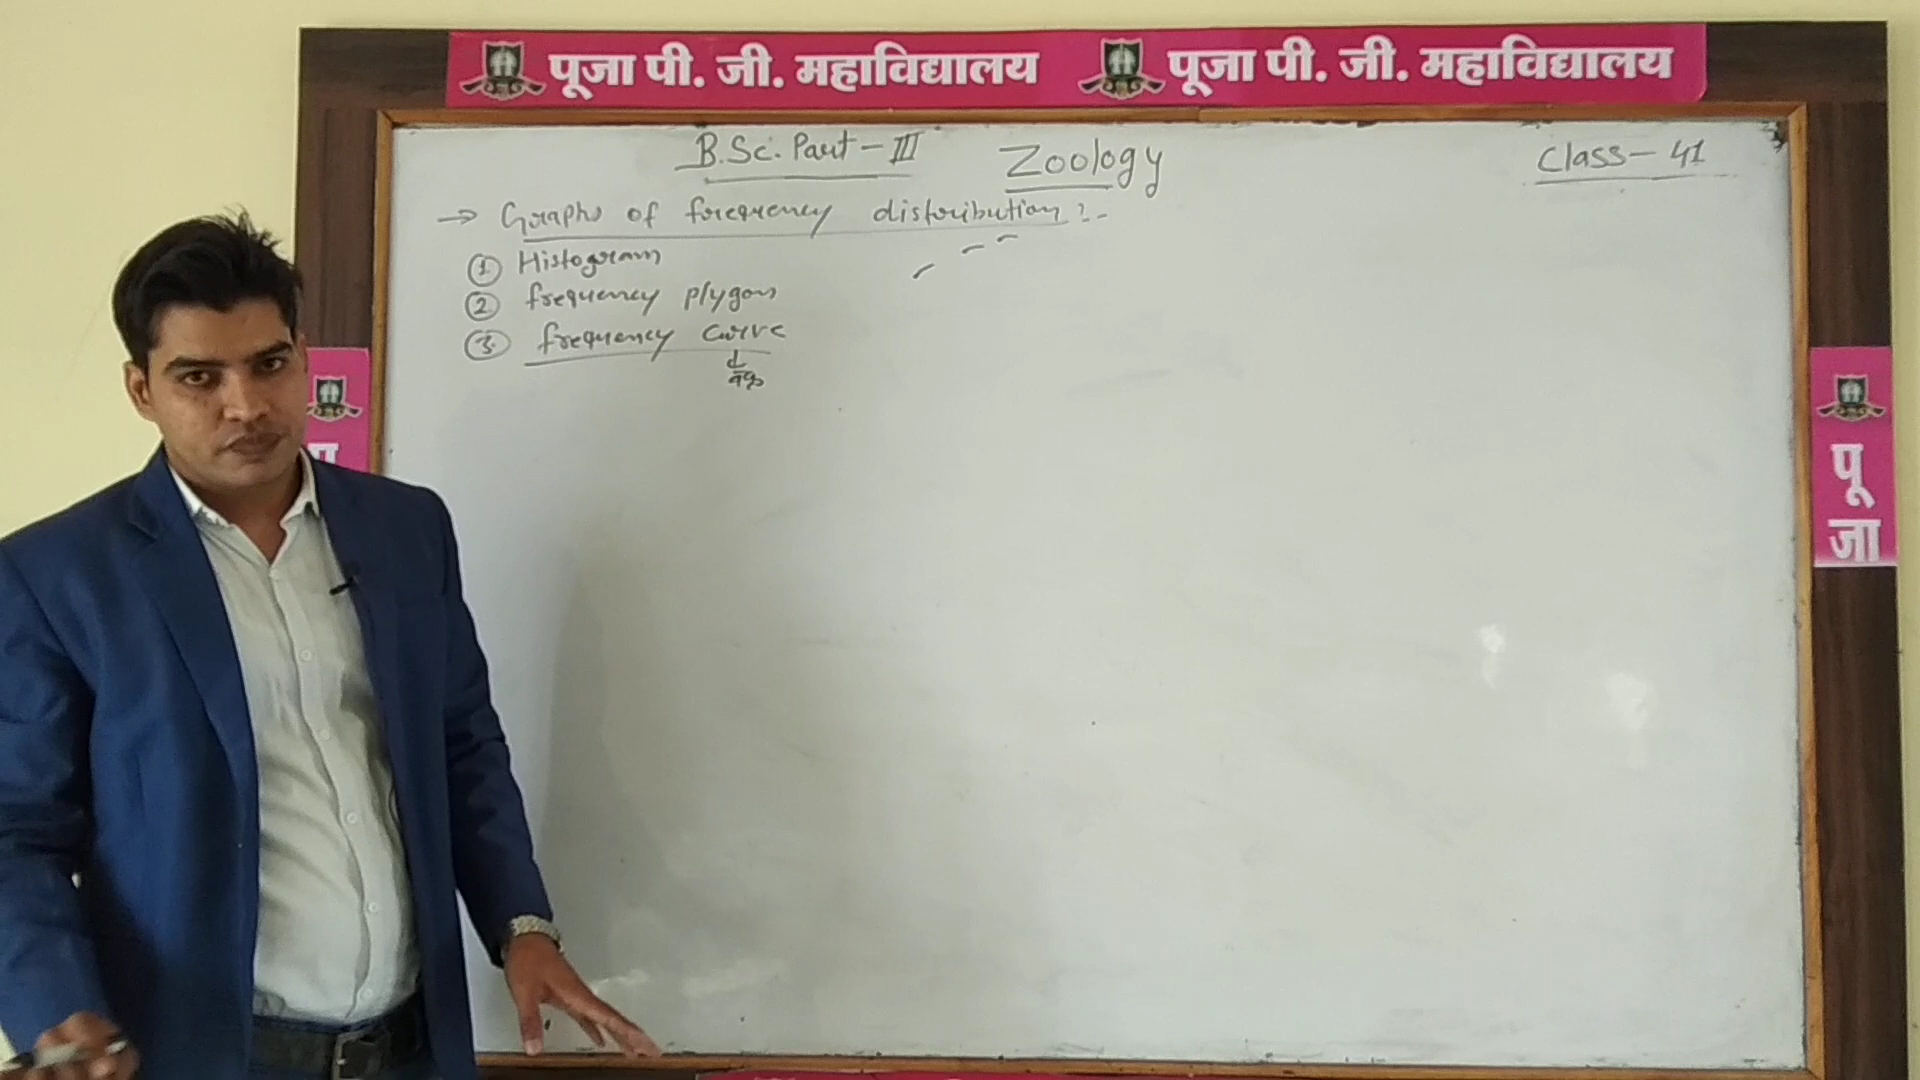 पूजा पी. जी. महाविद्यालय पूजा पी. जी. महाविद्यालय
B.Sc. Part - III Zoology Class - 41
→ Graphs of frequency distribution :-
① Histogram
② frequency plygon
③ frequency curve
पू
जा